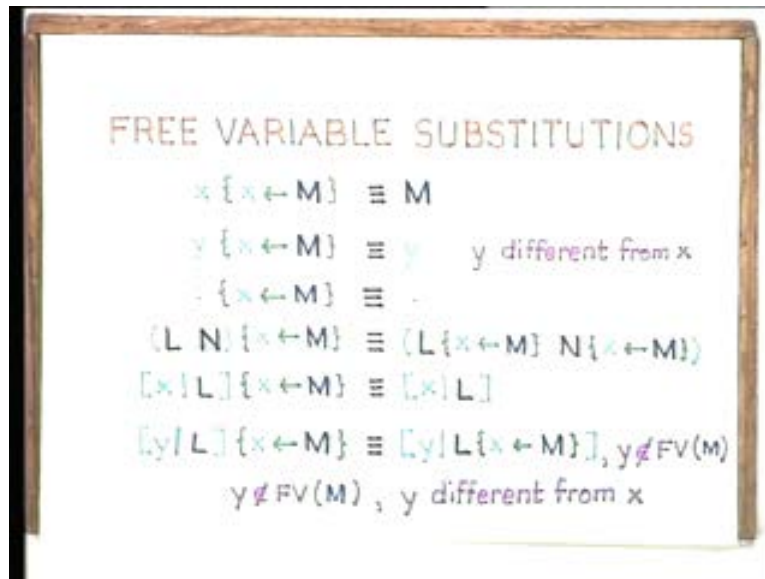 FREE VARIABLE SUBSTITUTIONS
x {x ← M} ≡ M
y {x ← M} ≡ y y different from x
. {x ← M} ≡ .
(L N){x ← M} ≡ (L{x ← M} N{x ← M})
[x|L]{x ← M} ≡ [x|L]
[y|L]{x ← M} ≡ [y|L{x ← M}], y∉FV(M)
y∉FV(M), y different from x